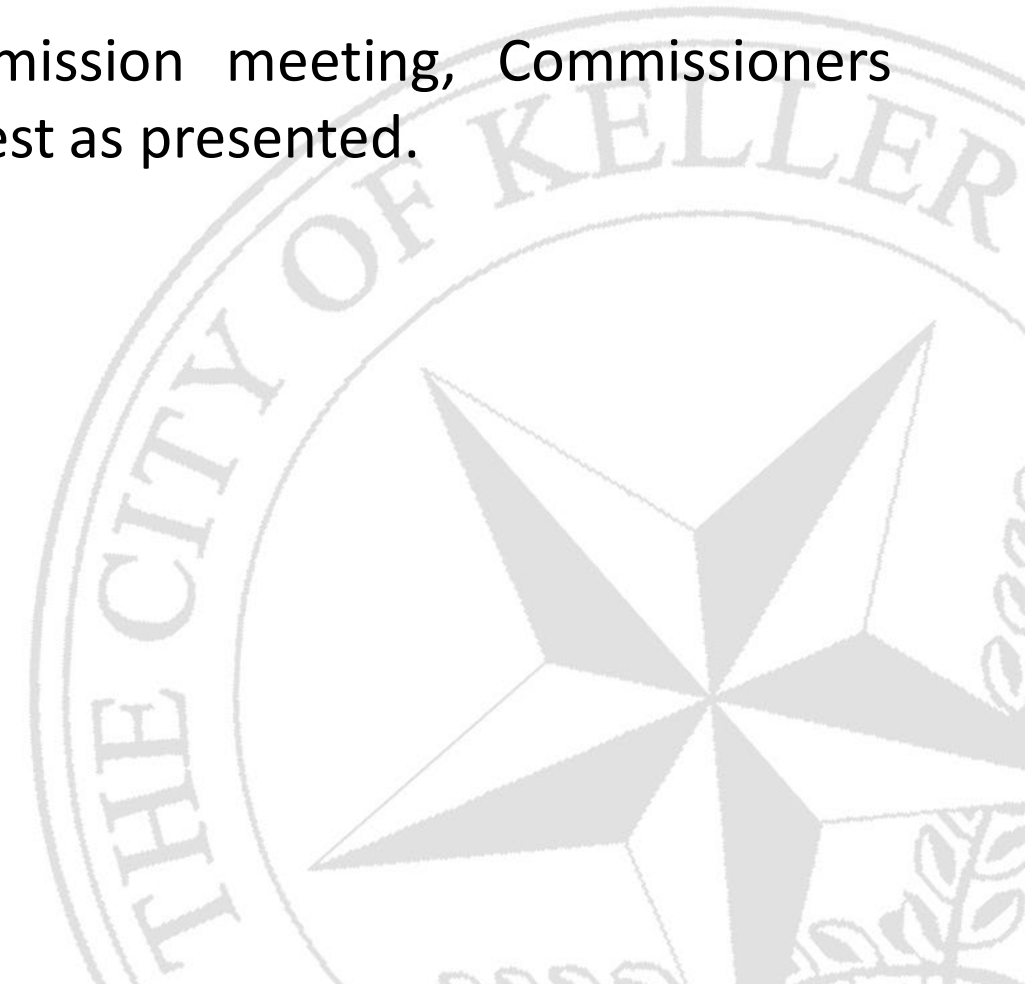 mission meeting, Commissioners
est as presented.
THE CITY OF KELLER